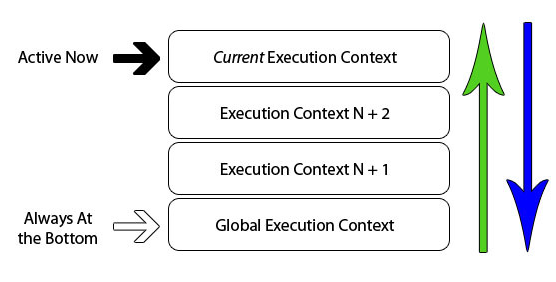 Active Now
Current Execution Context
Execution Context N + 2
Execution Context N + 1
Always At
the Bottom
Global Execution Context